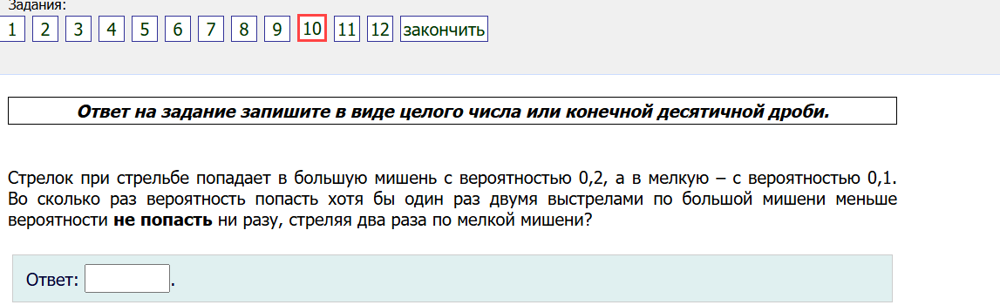 Задания:
1 2 3 4 5 6 7 8 9 10 11 12 закончить
Ответ на задание запишите в виде целого числа или конечной десятичной дроби.
Стрелок при стрельбе попадает в большую мишень с вероятностью 0,2, а в мелкую – с вероятностью 0,1.
Во сколько раз вероятность попасть хотя бы один раз двумя выстрелами по большой мишени меньше
вероятности не попасть ни разу, стреляя два раза по мелкой мишени?
Ответ: .